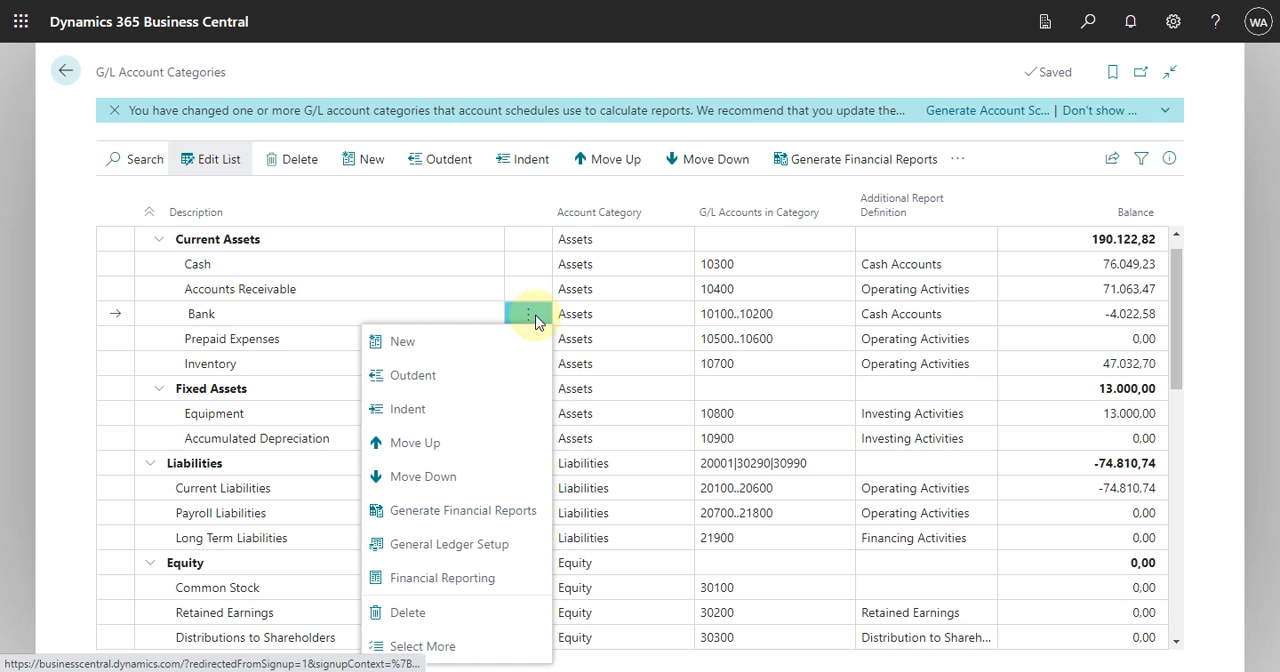 Dynamics 365 Business Central
WA
G/L Account Categories
Saved
You have changed one or more G/L account categories that account schedules use to calculate reports. We recommend that you update the... Generate Account Sc... | Don't show ...
Search Edit List Delete New Outdent Indent Move Up Move Down Generate Financial Reports ...
Description Account Category G/L Accounts in Category Additional Report Definition Balance
Current Assets Assets 190.122,82
Cash Assets 10300 Cash Accounts 76.049,23
Accounts Receivable Assets 10400 Operating Activities 71.063,47
Bank Assets 10100..10200 Cash Accounts -4.022,58
Prepaid Expenses Assets 10500..10600 Operating Activities 0,00
Inventory Assets 10700 Operating Activities 47.032,70
Fixed Assets Assets 13.000,00
Equipment Assets 10800 Investing Activities 13.000,00
Accumulated Depreciation Assets 10900 Investing Activities 0,00
Liabilities Liabilities 20001|30290|30990 -74.810,74
Current Liabilities Liabilities 20100..20600 Operating Activities -74.810,74
Payroll Liabilities Liabilities 20700..21800 Operating Activities 0,00
Long Term Liabilities Liabilities 21900 Financing Activities 0,00
Equity Equity 0,00
Common Stock Equity 30100 0,00
Retained Earnings Equity 30200 Retained Earnings 0,00
Distributions to Shareholders Equity 30300 Distribution to Shareh... 0,00
New
Outdent
Indent
Move Up
Move Down
Generate Financial Reports
General Ledger Setup
Financial Reporting
Delete
Select More
https://businesscentral.dynamics.com/?redirectedFromSignup=1&signupContext=%7B...